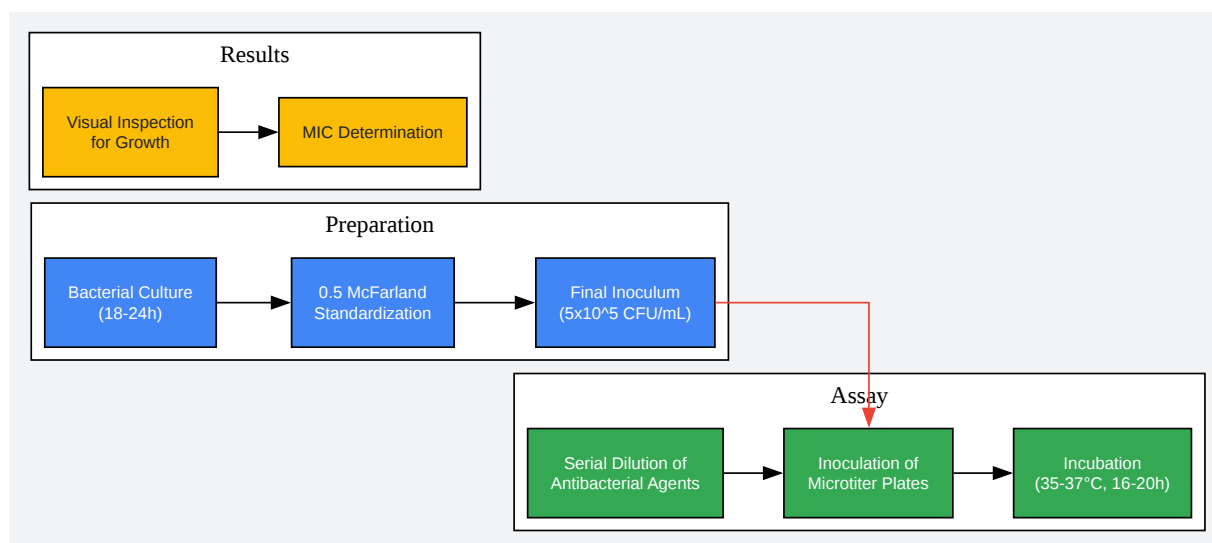 Results
Visual Inspection
for Growth
MIC Determination
Preparation
Bacterial Culture
(18-24h)
0.5 McFarland
Standardization
Final Inoculum
(5x10^5 CFU/mL)
Assay
Serial Dilution of
Antibacterial Agents
Inoculation of
Microtiter Plates
Incubation
(35-37°C, 16-20h)